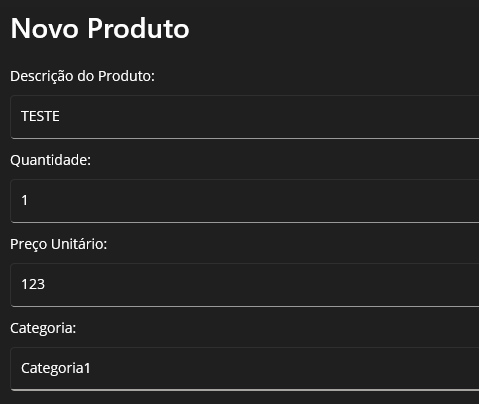 Novo Produto
Descrição do Produto:
TESTE
Quantidade:
1
Preço Unitário:
123
Categoria:
Categoria1